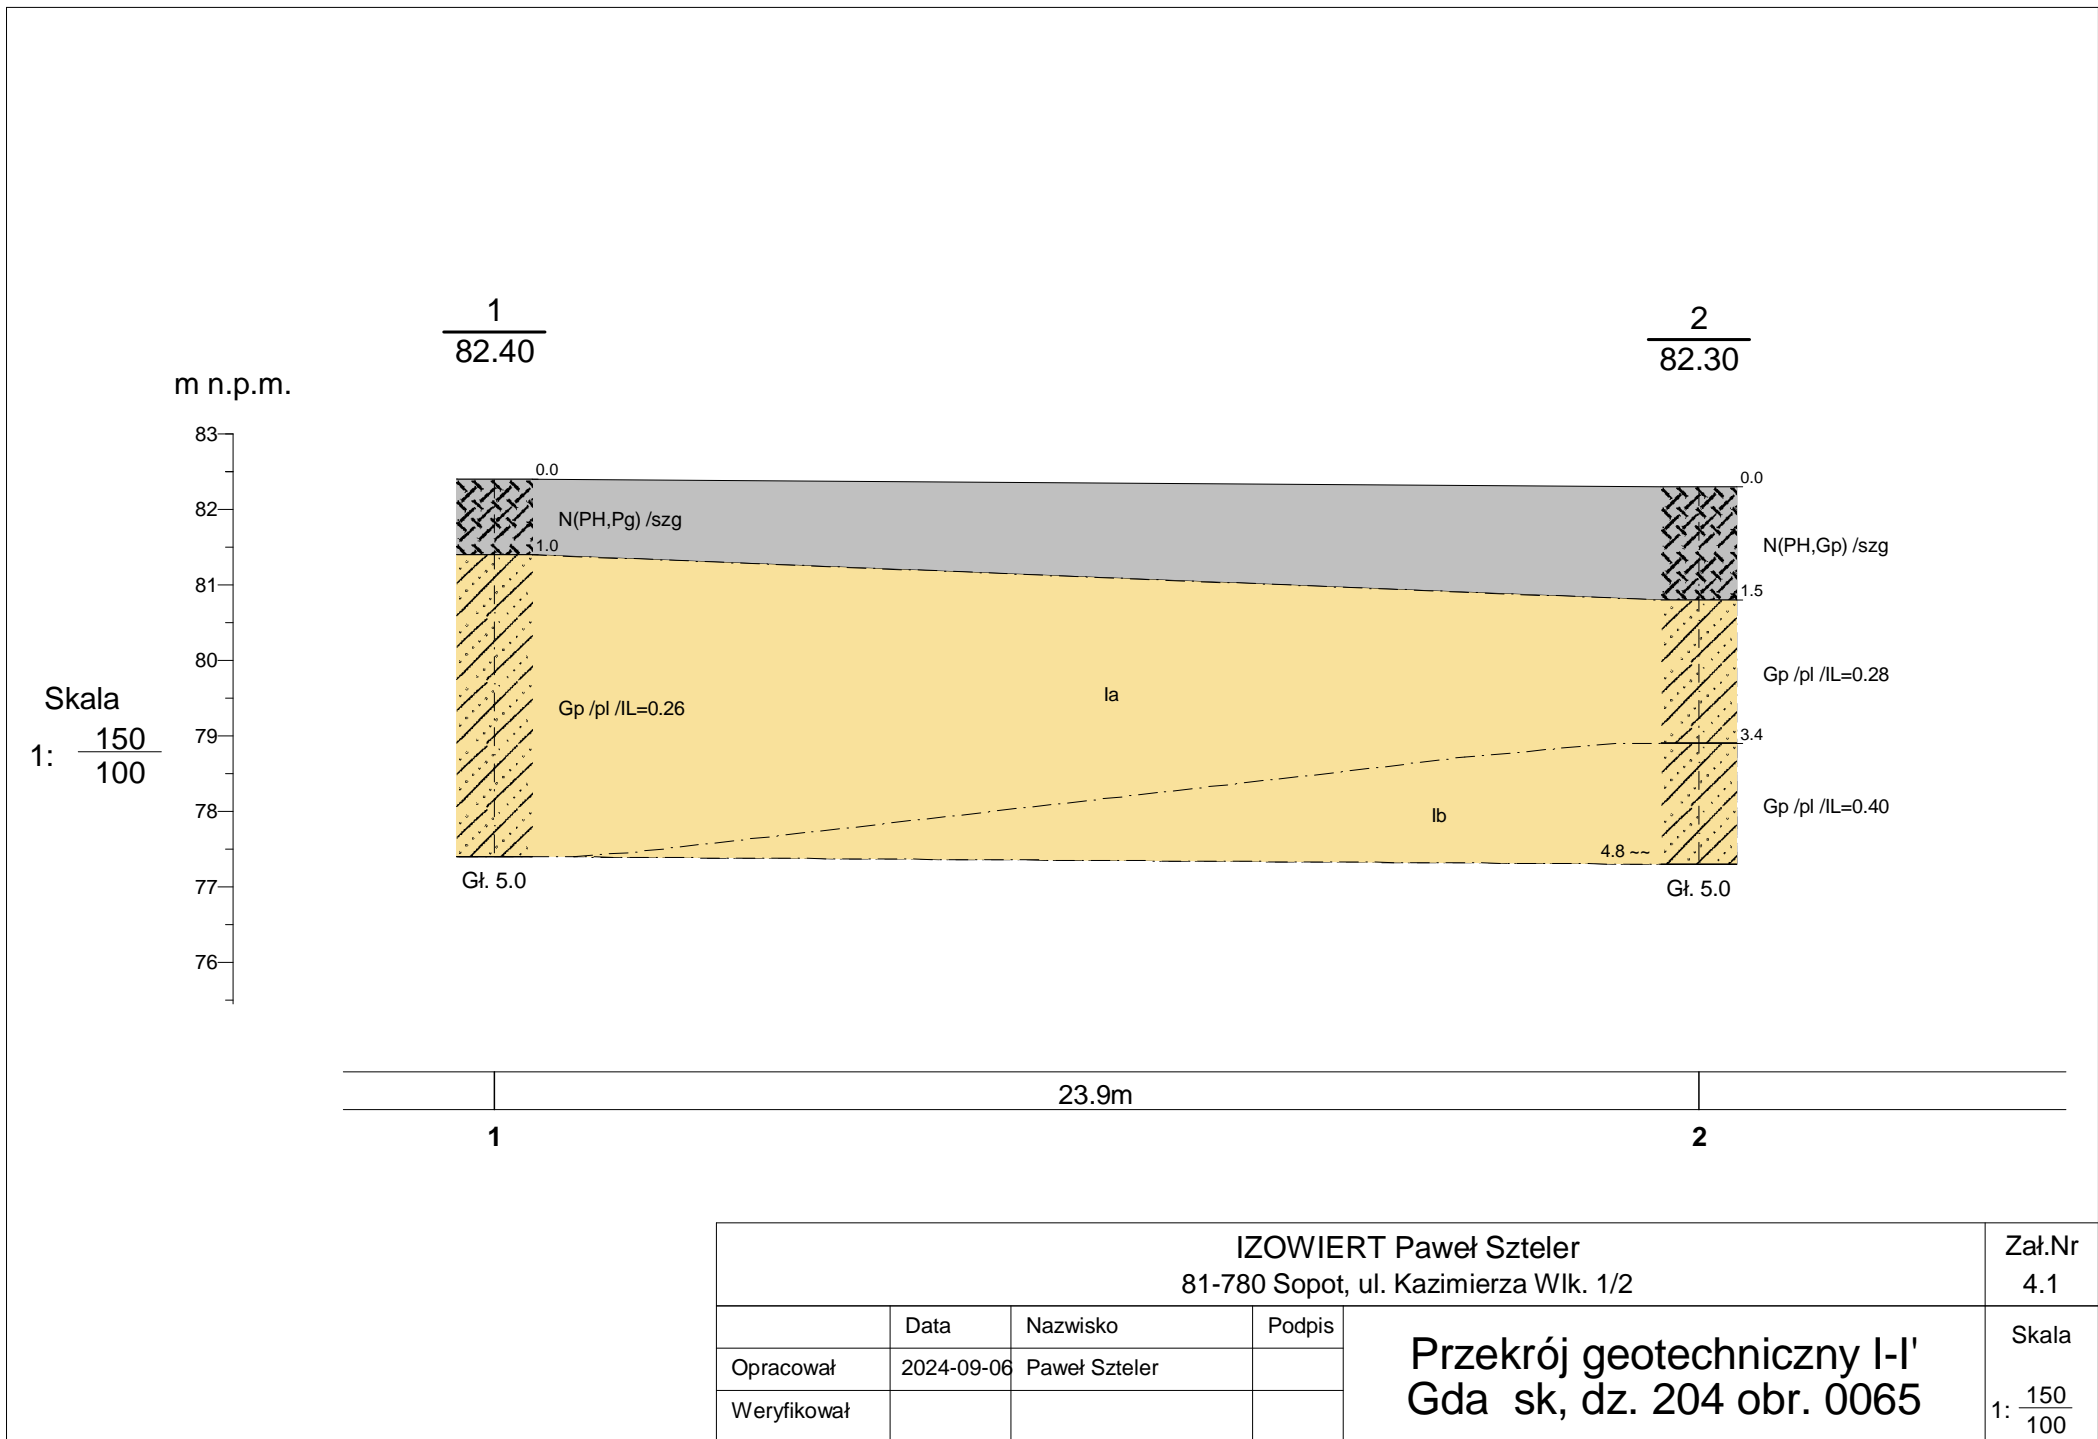 1
82.40
2
82.30
m n.p.m.
83
82
81
80
79
78
77
76
Skala
1: 150
100
0.0
N(PH,Pg) /szg
1.0
Gp /pl /IL=0.26
Gł. 5.0
Ia
Ib
0.0
N(PH,Gp) /szg
1.5
Gp /pl /IL=0.28
3.4
Gp /pl /IL=0.40
4.8 ~~
Gł. 5.0
23.9m
1
2
IZOWIERT Paweł Szteler
81-780 Sopot, ul. Kazimierza Wlk. 1/2
Zał.Nr
4.1
Data Nazwisko Podpis
Opracował 2024-09-06 Paweł Szteler
Weryfikował
Przekrój geotechniczny I-I'
Gda sk, dz. 204 obr. 0065
Skala
1: 150
100